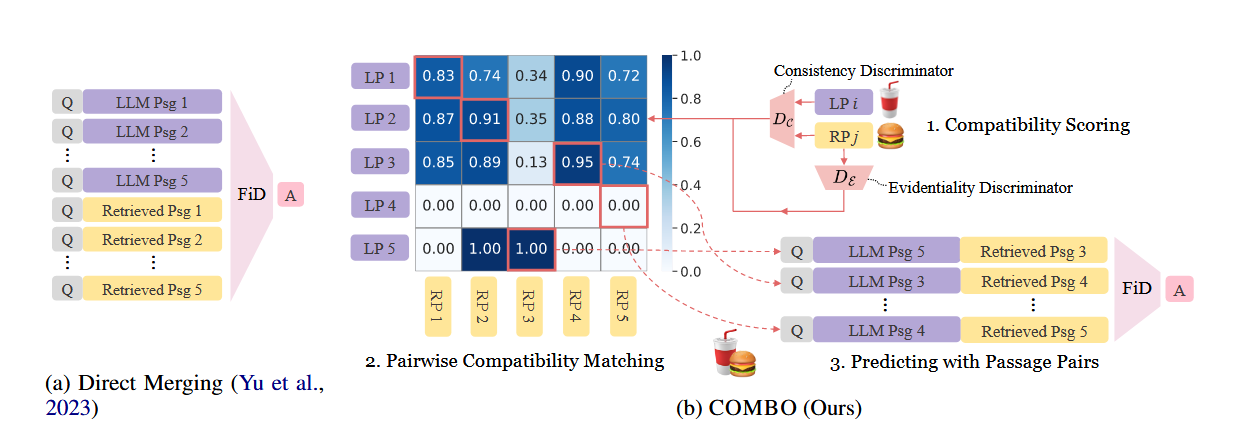 Q LLM Psg 1
Q LLM Psg 2
Q LLM Psg 5
Q Retrieved Psg 1
Q Retrieved Psg 2
Q Retrieved Psg 5
FiD
A
(a) Direct Merging (Yu et al.,
2023)
LP 1 0.83 0.74 0.34 0.90 0.72
LP 2 0.87 0.91 0.35 0.88 0.80
LP 3 0.85 0.89 0.13 0.95 0.74
LP 4 0.00 0.00 0.00 0.00 0.00
LP 5 0.00 1.00 1.00 0.00 0.00
RP 1 RP 2 RP 3 RP 4 RP 5
1.0
0.8
0.6
0.4
0.2
0.0
2. Pairwise Compatibility Matching
Consistency Discriminator
D𝒞
LP i
RP j
1. Compatibility Scoring
Dℰ
Evidentiality Discriminator
Q LLM Psg 5 Retrieved Psg 3
Q LLM Psg 3 Retrieved Psg 4
Q LLM Psg 4 Retrieved Psg 5
FiD
A
3. Predicting with Passage Pairs
(b) COMBO (Ours)